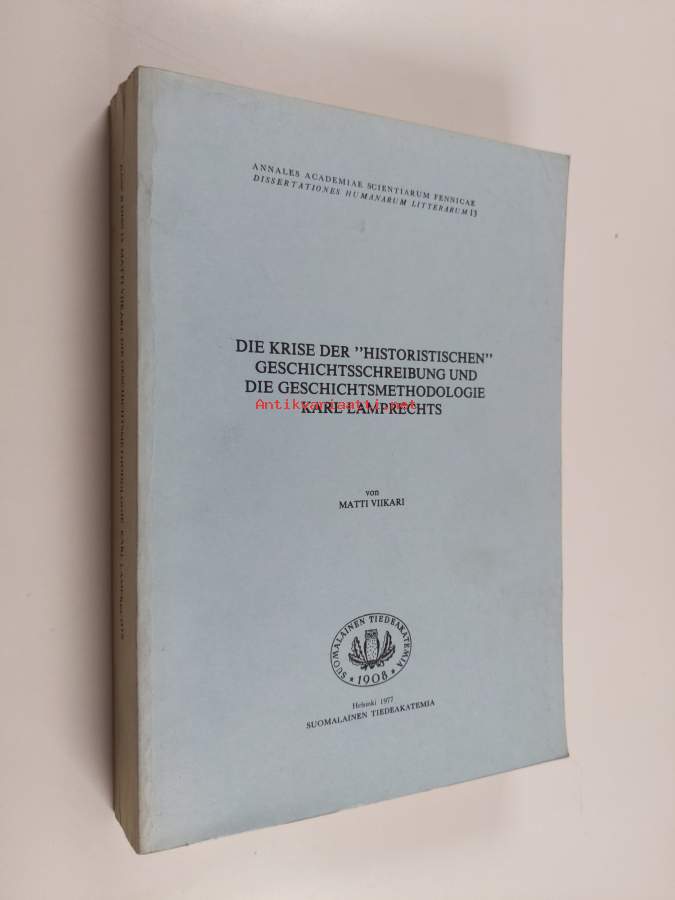 ANNALES ACADEMIAE SCIENTIARUM FENNICAE
DISSERTATIONES HUMANARUM LITTERARUM 13
DIE KRISE DER ”HISTORISTISCHEN”
GESCHICHTSSCHREIBUNG UND
DIE GESCHICHTSMETHODOLOGIE
KARL LAMPRECHTS
Antikvariaatti.net
von
MATTI VIIKARI
SUOMALAINEN TIEDEAKATEMIA
* 1908 *
Helsinki 1977
SUOMALAINEN TIEDEAKATEMIA